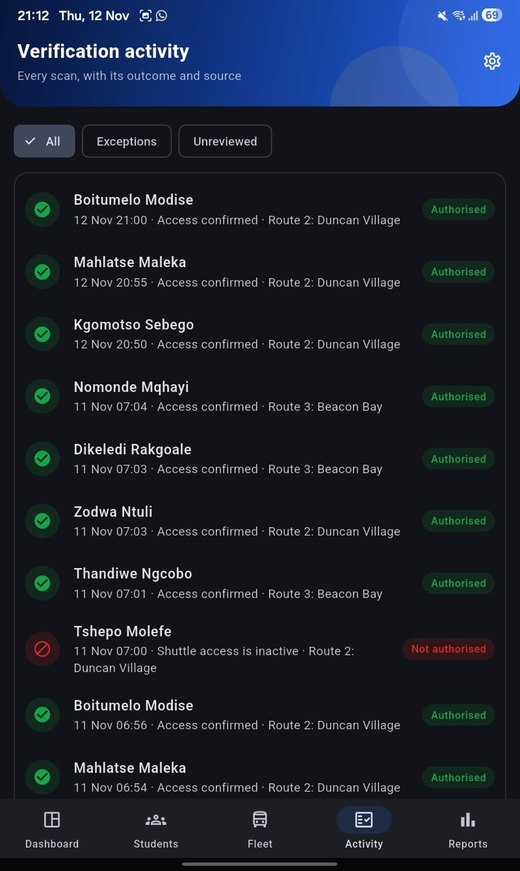 21:12 Thu, 12 Nov 69
Verification activity
Every scan, with its outcome and source
All Exceptions Unreviewed
Boitumelo Modise
12 Nov 21:00 · Access confirmed · Route 2: Duncan Village
Authorised
Mahlatse Maleka
12 Nov 20:55 · Access confirmed · Route 2: Duncan Village
Authorised
Kgomotso Sebego
12 Nov 20:50 · Access confirmed · Route 2: Duncan Village
Authorised
Nomonde Mqhayi
11 Nov 07:04 · Access confirmed · Route 3: Beacon Bay
Authorised
Dikeledi Rakgoale
11 Nov 07:03 · Access confirmed · Route 3: Beacon Bay
Authorised
Zodwa Ntuli
11 Nov 07:03 · Access confirmed · Route 2: Duncan Village
Authorised
Thandiwe Ngcobo
11 Nov 07:01 · Access confirmed · Route 3: Beacon Bay
Authorised
Tshepo Molefe
11 Nov 07:00 · Shuttle access is inactive · Route 2:
Duncan Village
Not authorised
Boitumelo Modise
11 Nov 06:56 · Access confirmed · Route 2: Duncan Village
Authorised
Mahlatse Maleka
11 Nov 06:54 · Access confirmed · Route 2: Duncan Village
Authorised
Dashboard Students Fleet Activity Reports